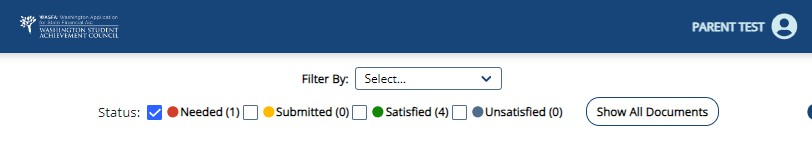 WASFA: Washington Application
for State Financial Aid
WASHINGTON STUDENT
ACHIEVEMENT COUNCIL
PARENT TEST
Filter By: Select...
Status: Needed (1) Submitted (0) Satisfied (4) Unsatisfied (0) Show All Documents